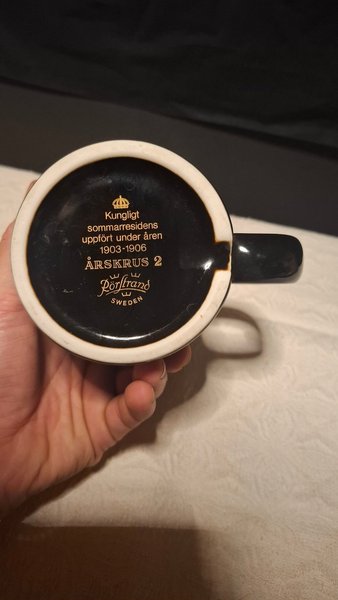 Kungligt
sommarresidens
uppfört under åren
1903-1906
ÅRSKRUS 2
Rörstrand
SWEDEN